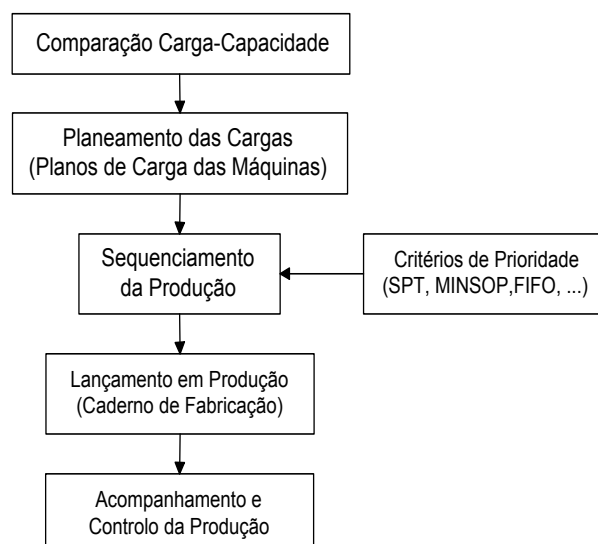 Comparação Carga-Capacidade
Planeamento das Cargas
(Planos de Carga das Máquinas)
Sequenciamento
da Produção
Critérios de Prioridade
(SPT, MINSOP,FIFO, ...)
Lançamento em Produção
(Caderno de Fabricação)
Acompanhamento e
Controlo da Produção